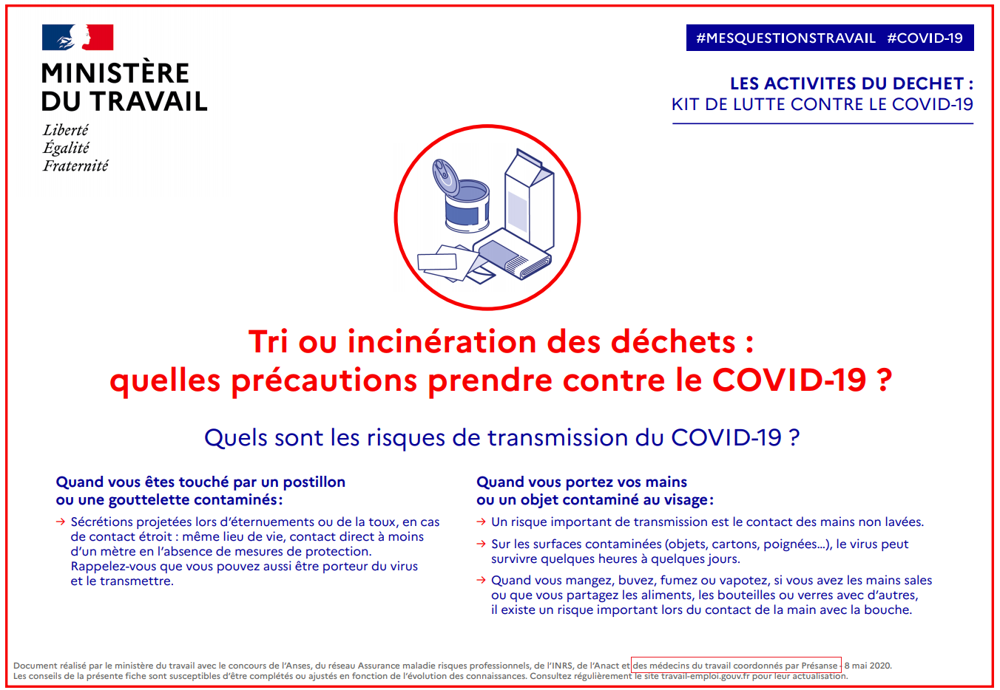 MINISTÈRE
DU TRAVAIL
Liberté
Égalité
Fraternité
#MESQUESTIONSTRAVAIL #COVID-19
LES ACTIVITES DU DECHET :
KIT DE LUTTE CONTRE LE COVID-19
Tri ou incinération des déchets :
quelles précautions prendre contre le COVID-19 ?
Quels sont les risques de transmission du COVID-19 ?
Quand vous êtes touché par un postillon
ou une gouttelette contaminés :
→ Sécrétions projetées lors d’éternuements ou de la toux, en cas
de contact étroit : même lieu de vie, contact direct à moins
d’un mètre en l’absence de mesures de protection.
Rappelez-vous que vous pouvez aussi être porteur du virus
et le transmettre.
Quand vous portez vos mains
ou un objet contaminé au visage :
→ Un risque important de transmission est le contact des mains non lavées.
→ Sur les surfaces contaminées (objets, cartons, poignées…), le virus peut
survivre quelques heures à quelques jours.
→ Quand vous mangez, buvez, fumez ou vapotez, si vous avez les mains sales
ou que vous partagez les aliments, les bouteilles ou verres avec d’autres,
il existe un risque important lors du contact de la main avec la bouche.
Document réalisé par le ministère du travail avec le concours de l’Anses, du réseau Assurance maladie risques professionnels, de l’INRS, de l’Anact et des médecins du travail coordonnés par Présanse - 8 mai 2020.
Les conseils de la présente fiche sont susceptibles d’être complétés ou ajustés en fonction de l’évolution des connaissances. Consultez régulièrement le site travail-emploi.gouv.fr pour leur actualisation.